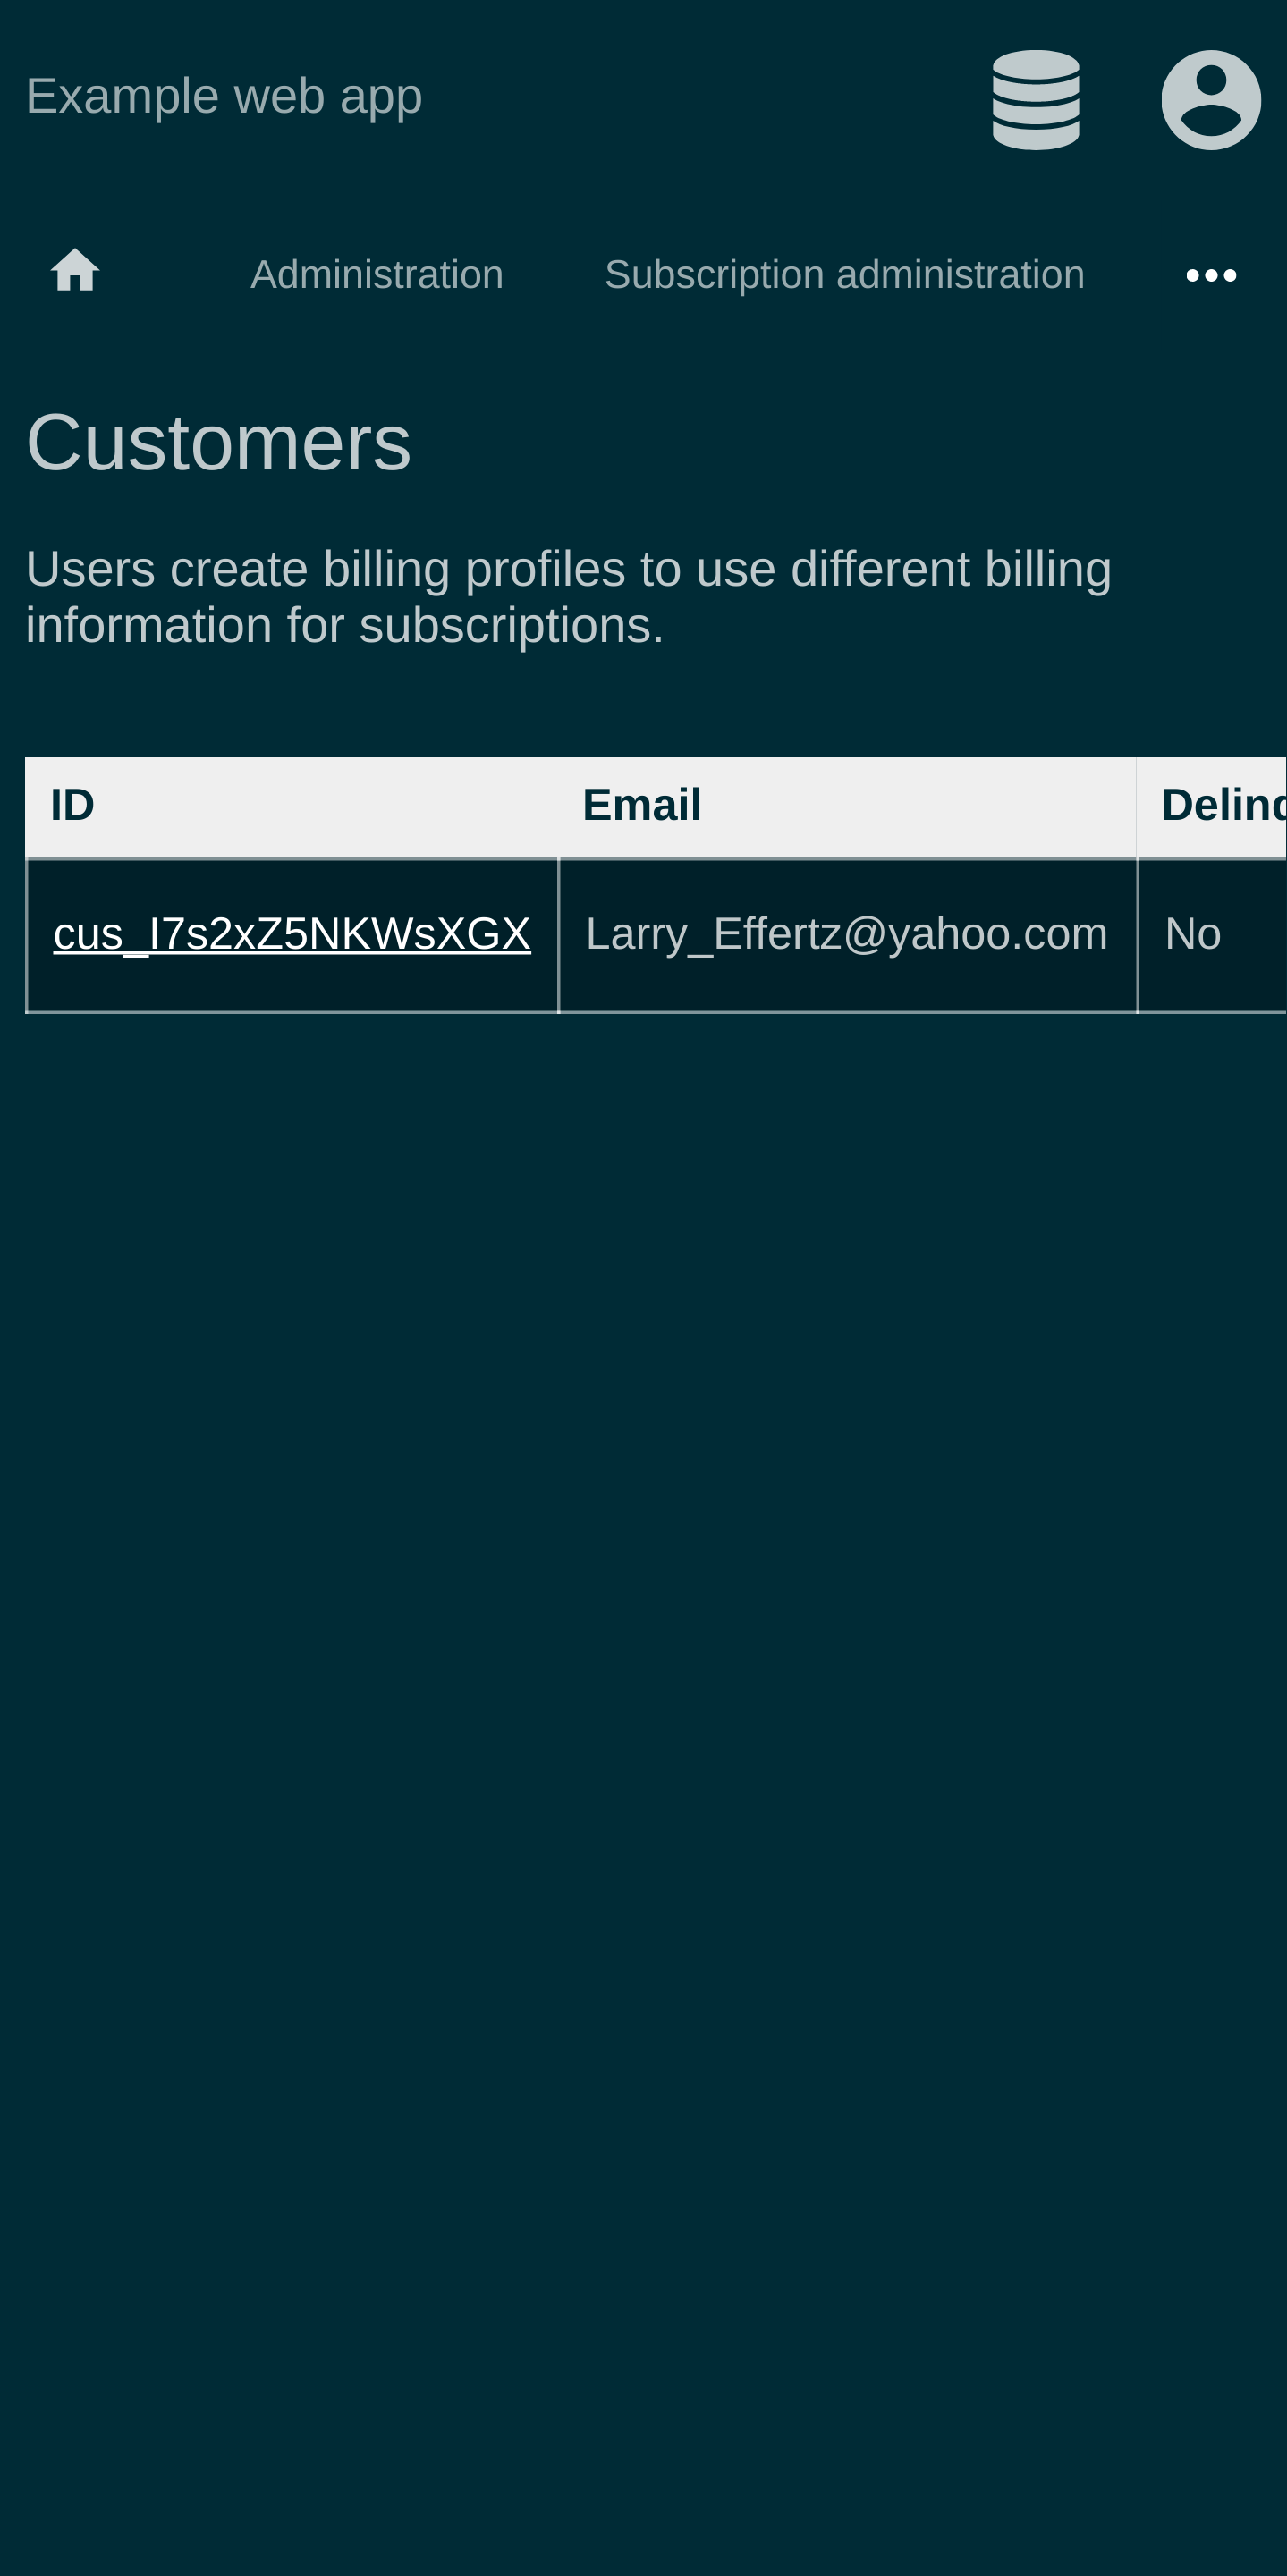 Example web app
Administration Subscription administration
Customers
Users create billing profiles to use different billing
information for subscriptions.
ID Email
cus_I7s2xZ5NKWsXGX Larry_Effertz@yahoo.com No